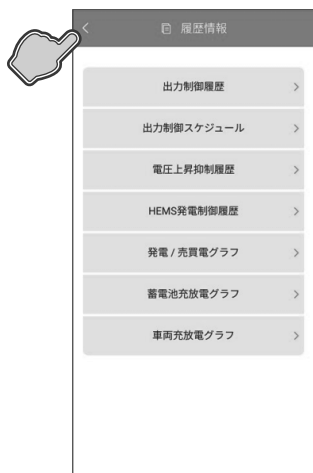 履歴情報
出力制御履歴
出力制御スケジュール
電圧上昇抑制履歴
HEMS発電制御履歴
発電 / 売買電グラフ
蓄電池充放電グラフ
車両充放電グラフ